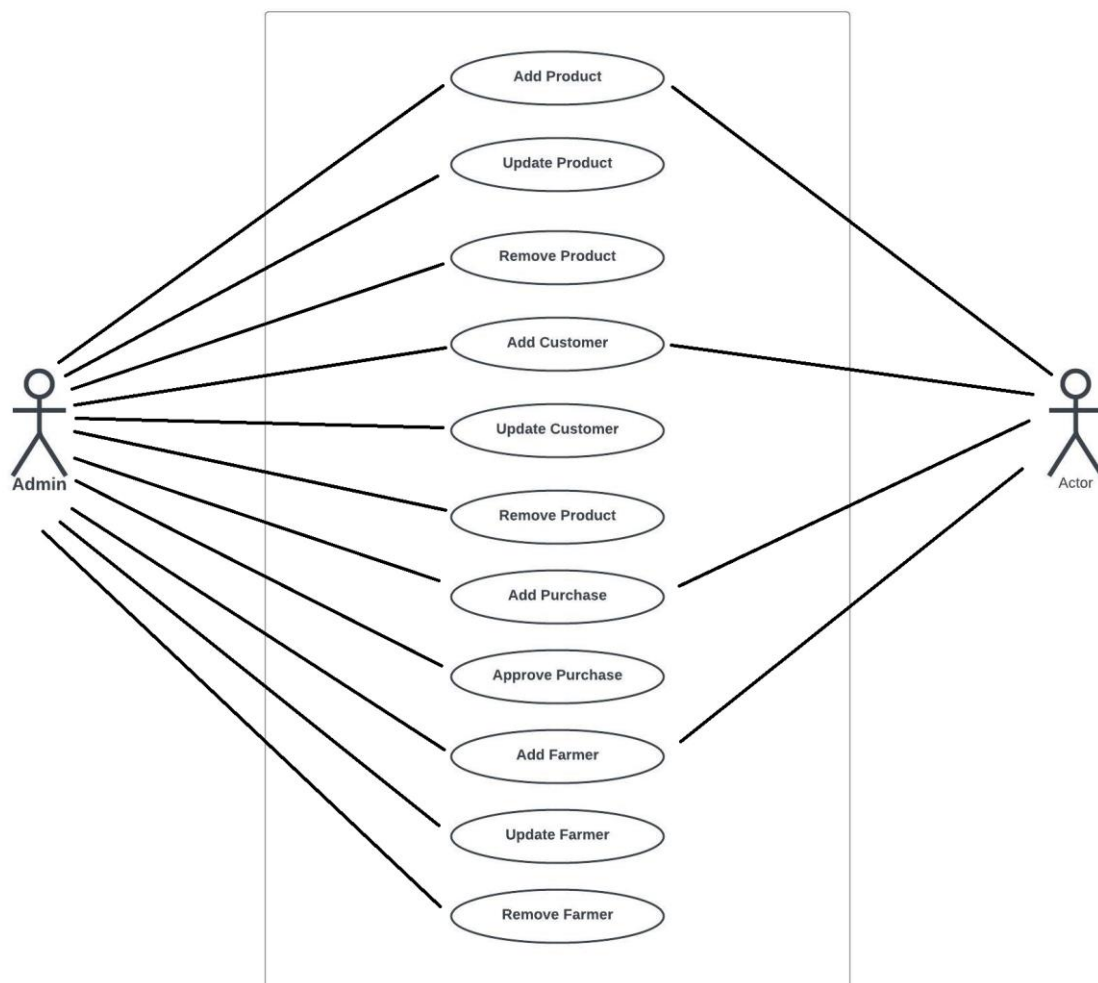 Add Product
Update Product
Remove Product
Add Customer
Update Customer
Admin
Actor
Remove Product
Add Purchase
Approve Purchase
Add Farmer
Update Farmer
Remove Farmer